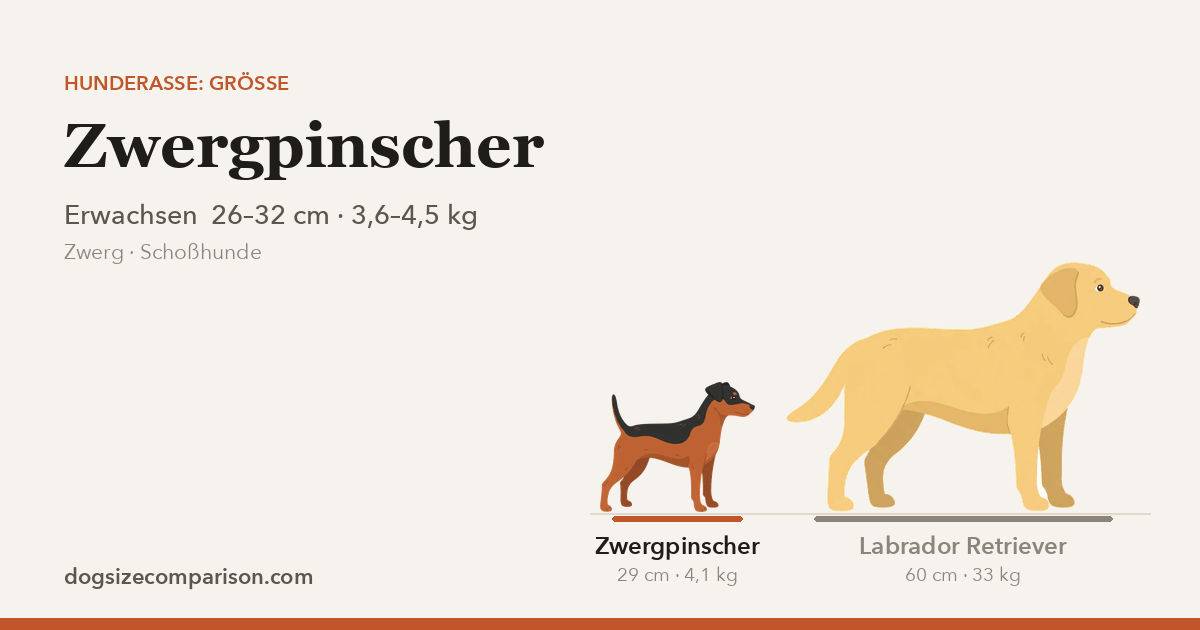 HUNDERASSE: GRÖSSE
Zwergpinscher
Erwachsen 26–32 cm · 3,6–4,5 kg
Zwerg · Schoßhunde
Zwergpinscher
29 cm · 4,1 kg
Labrador Retriever
60 cm · 33 kg
dogsizecomparison.com